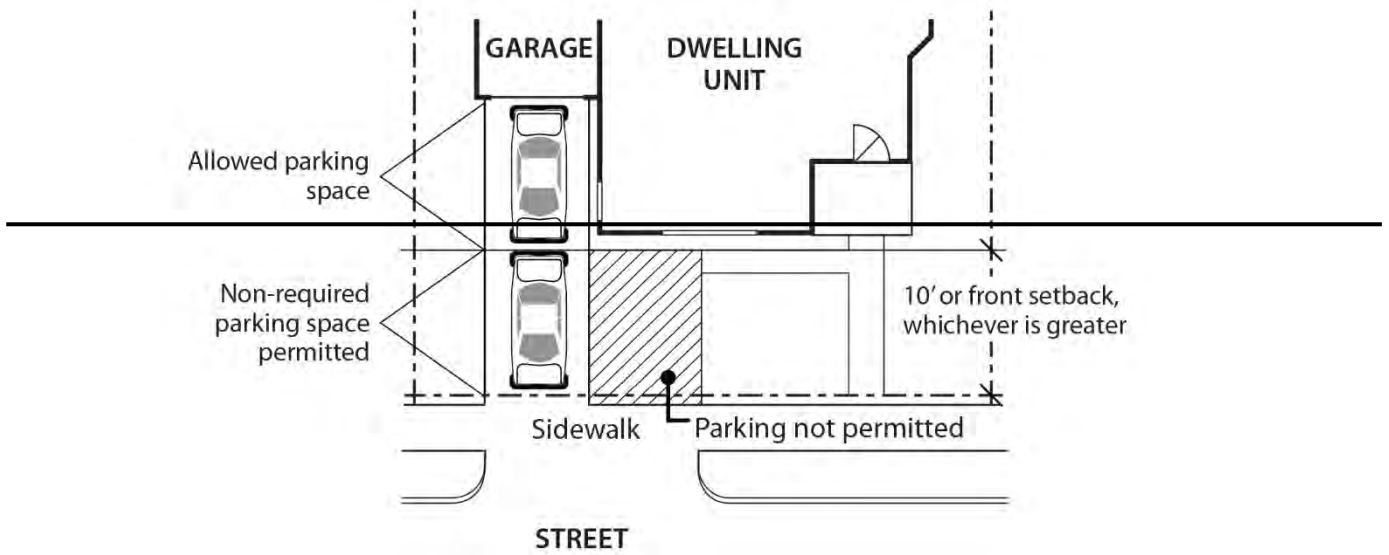 GARAGE
DWELLING
UNIT
Allowed parking
space
Non-required
parking space
permitted
10' or front setback,
whichever is greater
Sidewalk
Parking not permitted
STREET